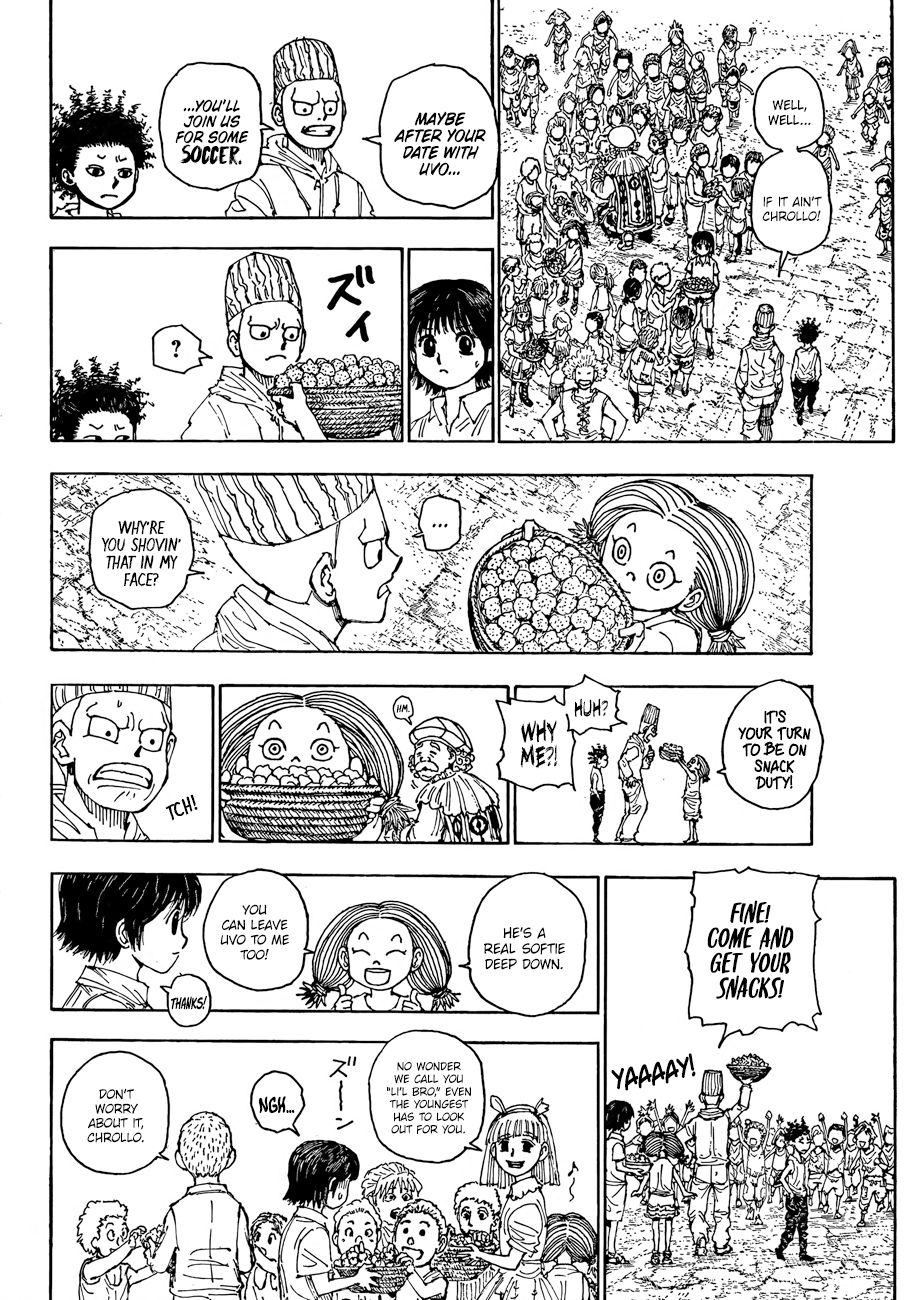 WELL,
WELL...
IF IT AIN'T
CHROLLO!
MAYBE
AFTER YOUR
DATE WITH
UVO...
...YOU'LL
JOIN US
FOR SOME
SOCCER.
ズィ
?
...
WHY'RE
YOU SHOVIN'
THAT IN MY
FACE?
IT'S
YOUR TURN
TO BE ON
SNACK
DUTY!
HUH?
WHY
ME?!
HM.
TCH!
FINE!
COME AND
GET YOUR
SNACKS!
YAAAAY!
HE'S A
REAL SOFTIE
DEEP DOWN.
YOU
CAN LEAVE
UVO TO ME
TOO!
THANKS!
NO WONDER
WE CALL YOU
"LI'L BRO," EVEN
THE YOUNGEST
HAS TO LOOK
OUT FOR YOU.
ズーン
NGH...
DON'T
WORRY
ABOUT IT,
CHROLLO.